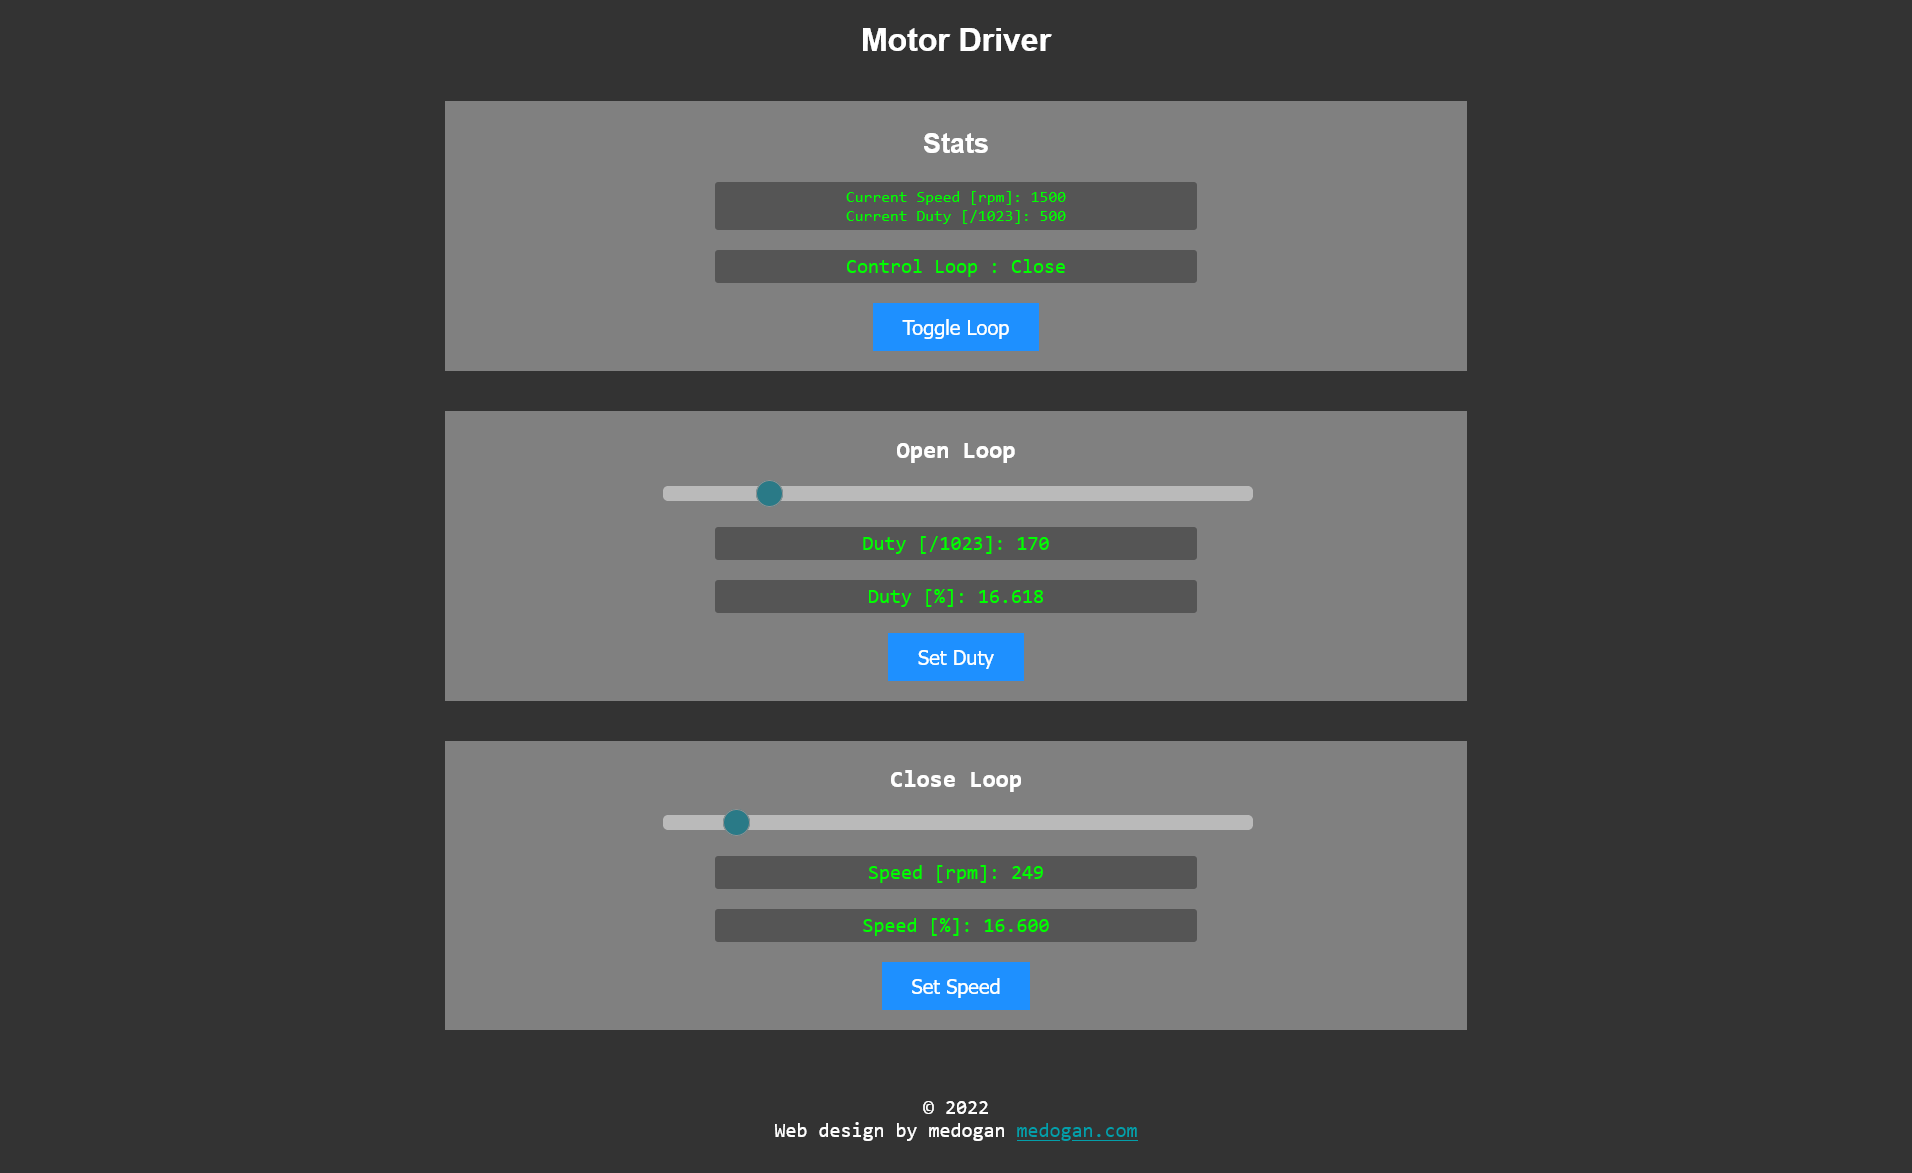 Motor Driver
Stats
Current Speed [rpm]: 1500
Current Duty [/1023]: 500
Control Loop : Close
Toggle Loop
Open Loop
Duty [/1023]: 170
Duty [%]: 16.618
Set Duty
Close Loop
Speed [rpm]: 249
Speed [%]: 16.600
Set Speed
© 2022
Web design by medogan medogan.com